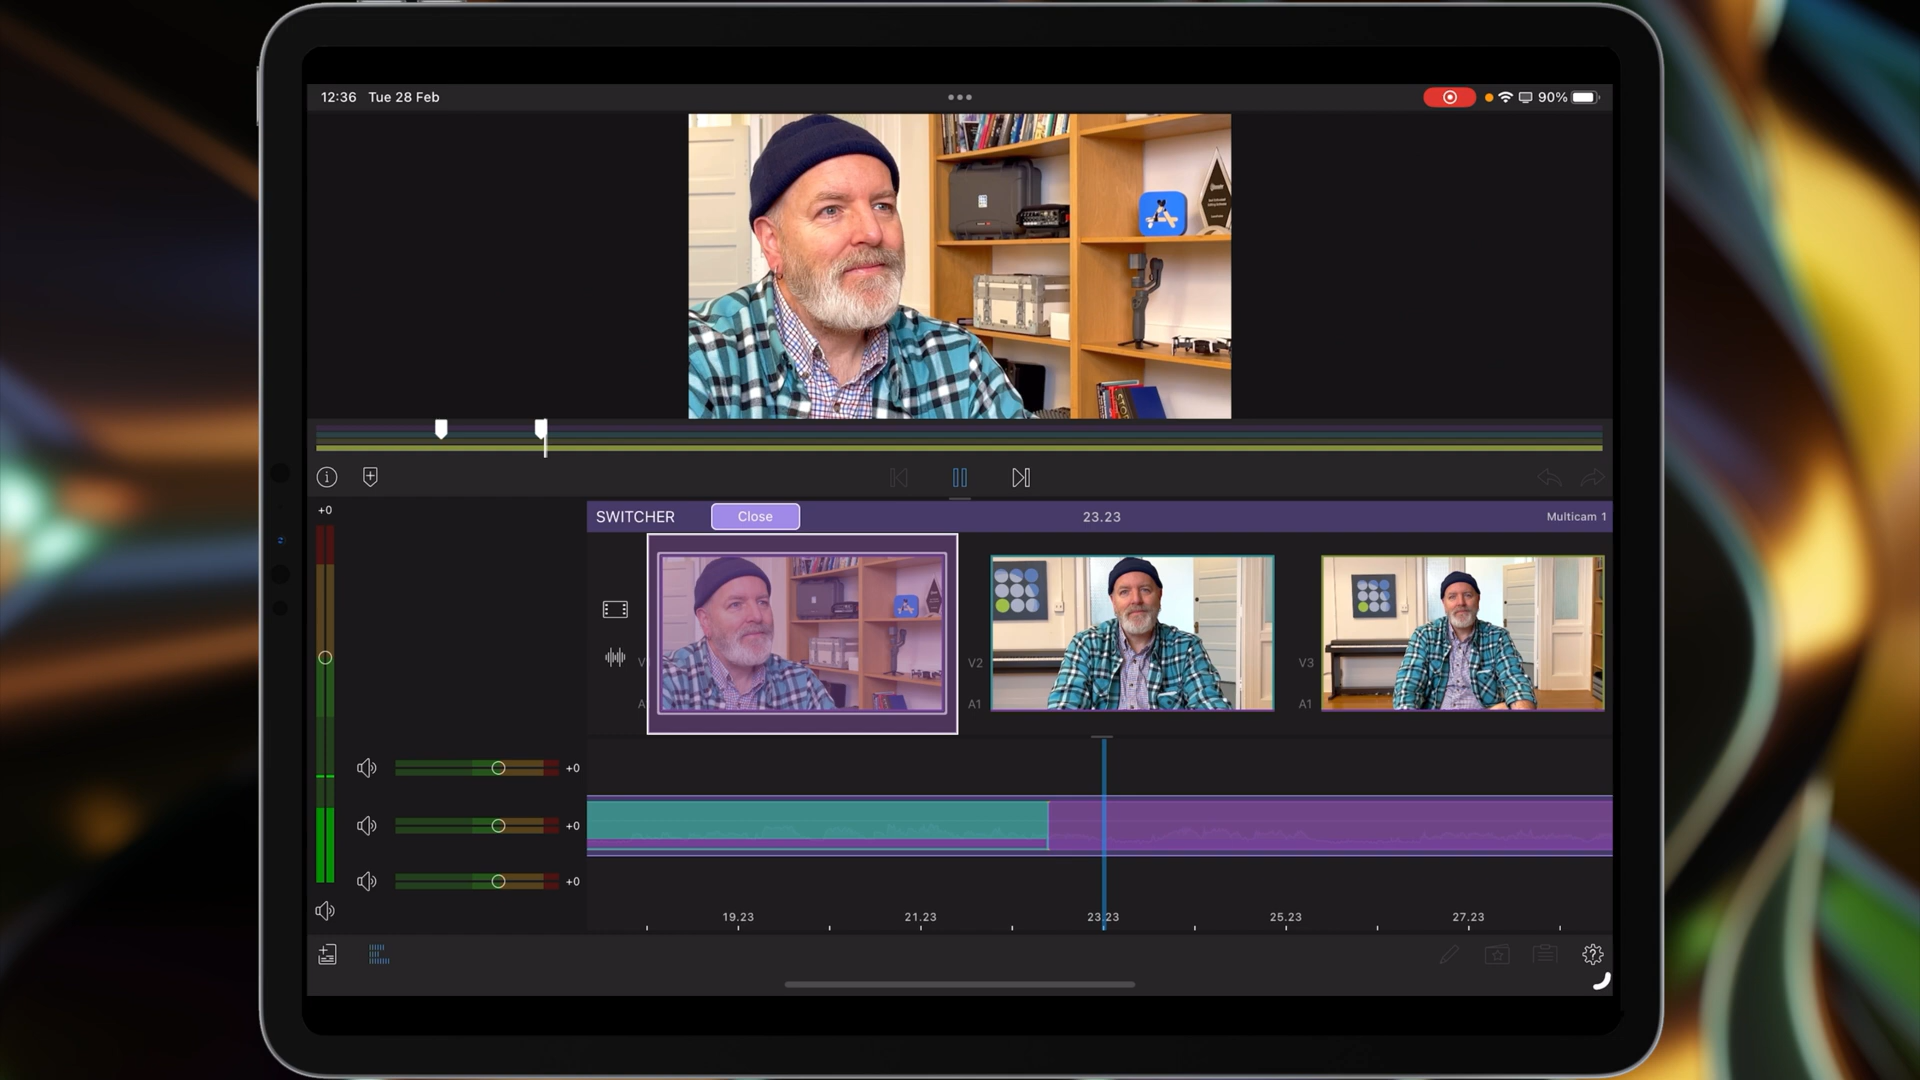 12:36 Tue 28 Feb
90%
+0
SWITCHER
Close
23.23
Multicam 1
V
A
V2
A1
V3
A1
+0
+0
+0
19.23
21.23
23.23
25.23
27.23